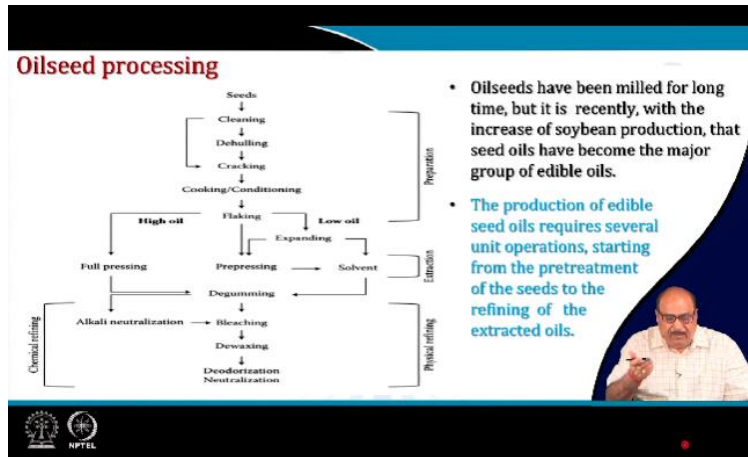 Oilseed processing
Seeds
Cleaning
Dehulling
Cracking
Cooking/Conditioning
High oil
Flaking
Low oil
Expanding
Full pressing
Prepressing
Solvent
Degumming
Alkali neutralization
Bleaching
Dewaxing
Deodorization
Neutralization
Preparation
Extraction
Chemical refining
Physical refining
• Oilseeds have been milled for long
time, but it is recently, with the
increase of soybean production, that
seed oils have become the major
group of edible oils.
• The production of edible
seed oils requires several
unit operations, starting
from the pretreatment
of the seeds to the
refining of the
extracted oils.
NPTEL